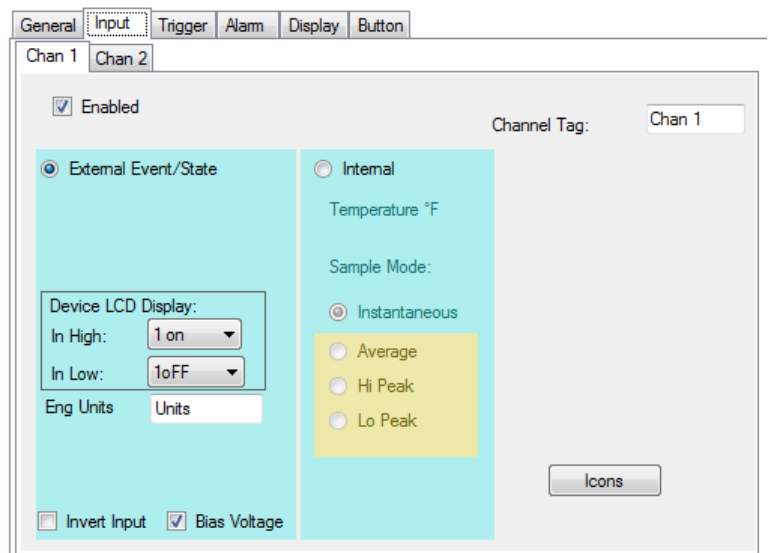 General Input Trigger Alarm Display Button
Chan 1 Chan 2
Enabled
Channel Tag: Chan 1
External Event/State
Internal
Temperature °F
Sample Mode:
Instantaneous
Average
Hi Peak
Lo Peak
Device LCD Display:
In High: 1 on
In Low: 1oFF
Eng Units Units
Invert Input Bias Voltage
Icons